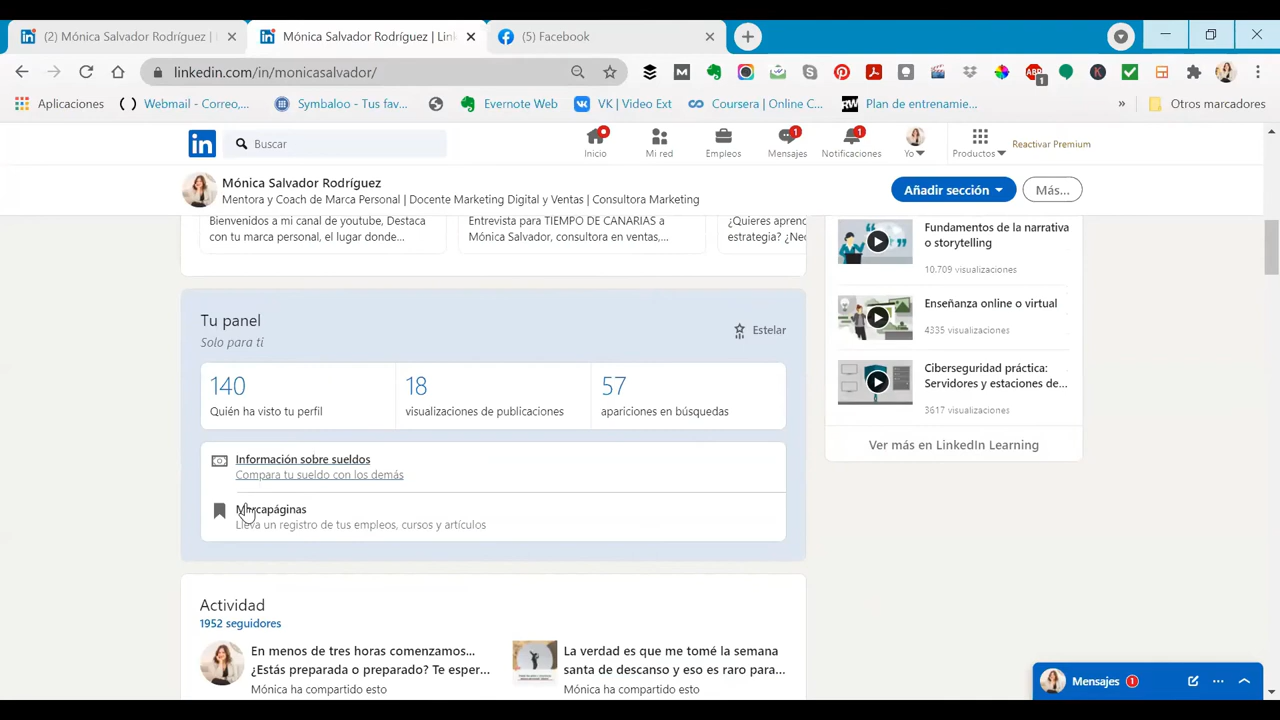 (2) Mónica Salvador Rodríguez |
Mónica Salvador Rodríguez | Link
(5) Facebook
linkedin.com/in/monicasalvador/
Aplicaciones
Webmail - Correo,...
Symbaloo - Tus fav...
Evernote Web
VK | Video Ext
Coursera | Online C...
Plan de entrenamie...
»
Otros marcadores
Buscar
Inicio
Mi red
Empleos
1
Mensajes
1
Notificaciones
Yo
Productos
Reactivar Premium
Mónica Salvador Rodríguez
Mentora y Coach de Marca Personal | Docente Marketing Digital y Ventas | Consultora Marketing
Añadir sección
Más...
Bienvenidos a mi canal de youtube, Destaca
con tu marca personal, el lugar donde...
Entrevista para TIEMPO DE CANARIAS a
Mónica Salvador, consultora en ventas,...
¿Quieres aprend
estrategia? ¿Nec
Fundamentos de la narrativa
o storytelling
10.709 visualizaciones
Enseñanza online o virtual
4335 visualizaciones
Ciberseguridad práctica:
Servidores y estaciones de...
3617 visualizaciones
Ver más en LinkedIn Learning
Tu panel
Solo para ti
Estelar
140
Quién ha visto tu perfil
18
visualizaciones de publicaciones
57
apariciones en búsquedas
Información sobre sueldos
Compara tu sueldo con los demás
Marcapáginas
Lleva un registro de tus empleos, cursos y artículos
Actividad
1952 seguidores
En menos de tres horas comenzamos...
¿Estás preparada o preparado? Te esper...
Mónica ha compartido esto
La verdad es que me tomé la semana
santa de descanso y eso es raro para...
Mónica ha compartido esto
Mensajes 1